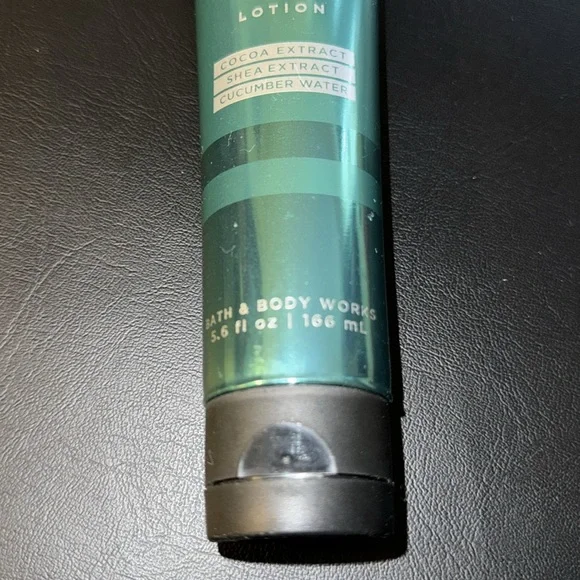 LOTION
COCOA EXTRACT
SHEA EXTRACT
CUCUMBER WATER
BATH & BODY WORKS
5.6 fl oz | 166 mL